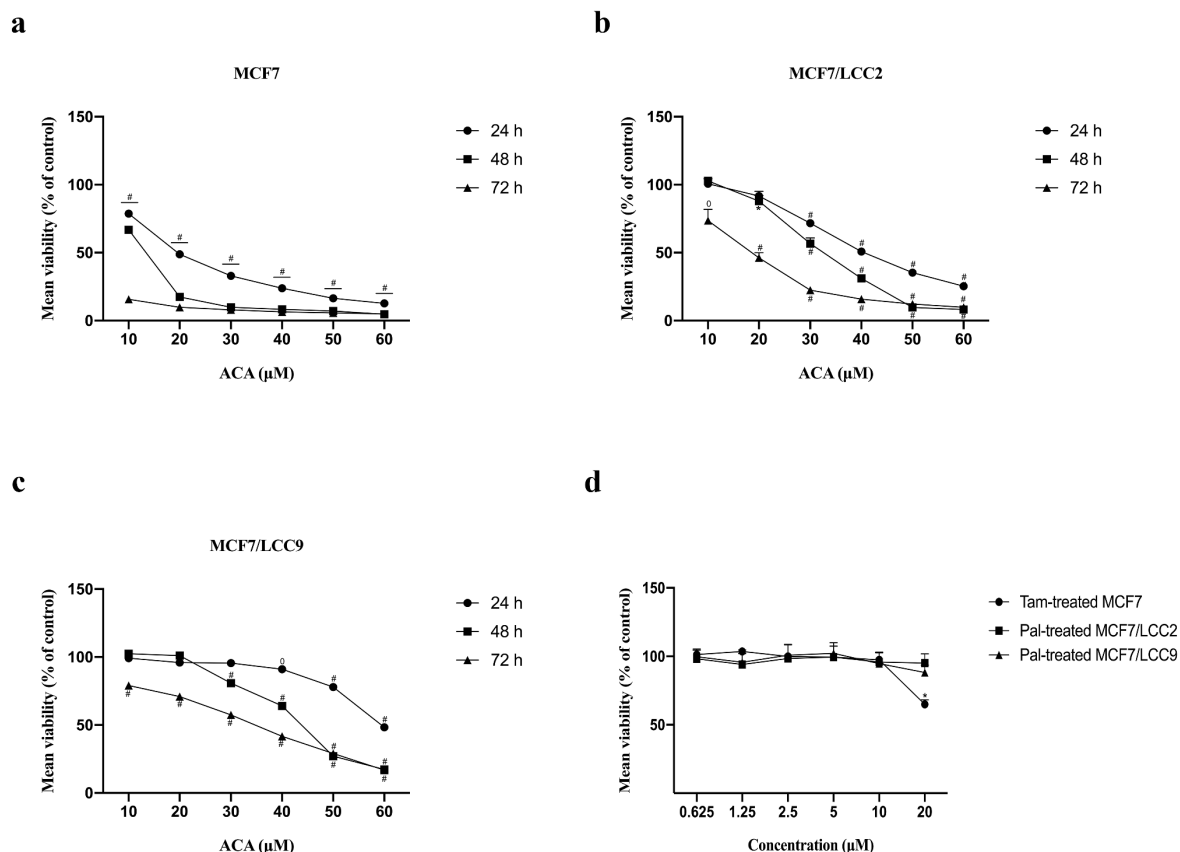 a
MCF7
Mean viability (% of control)
150
100
50
0
10 20 30 40 50 60
ACA (µM)
24 h
48 h
72 h
# # # # # #
b
MCF7/LCC2
Mean viability (% of control)
150
100
50
0
10 20 30 40 50 60
ACA (µM)
24 h
48 h
72 h
# # # #
* # # # #
0 # # # # #
c
MCF7/LCC9
Mean viability (% of control)
150
100
50
0
10 20 30 40 50 60
ACA (µM)
24 h
48 h
72 h
0 # #
# # # #
# # # # # #
d
Mean viability (% of control)
150
100
50
0.625 1.25 2.5 5 10 20
Concentration (µM)
Tam-treated MCF7
Pal-treated MCF7/LCC2
Pal-treated MCF7/LCC9
*